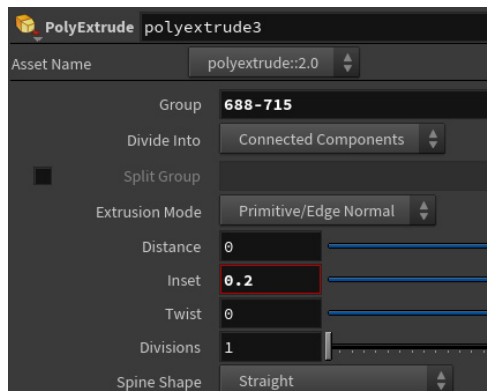 PolyExtrude polyextrude3
Asset Name polyextrude::2.0
Group 688-715
Divide Into Connected Components
Split Group
Extrusion Mode Primitive/Edge Normal
Distance 0
Inset 0.2
Twist 0
Divisions 1
Spine Shape Straight